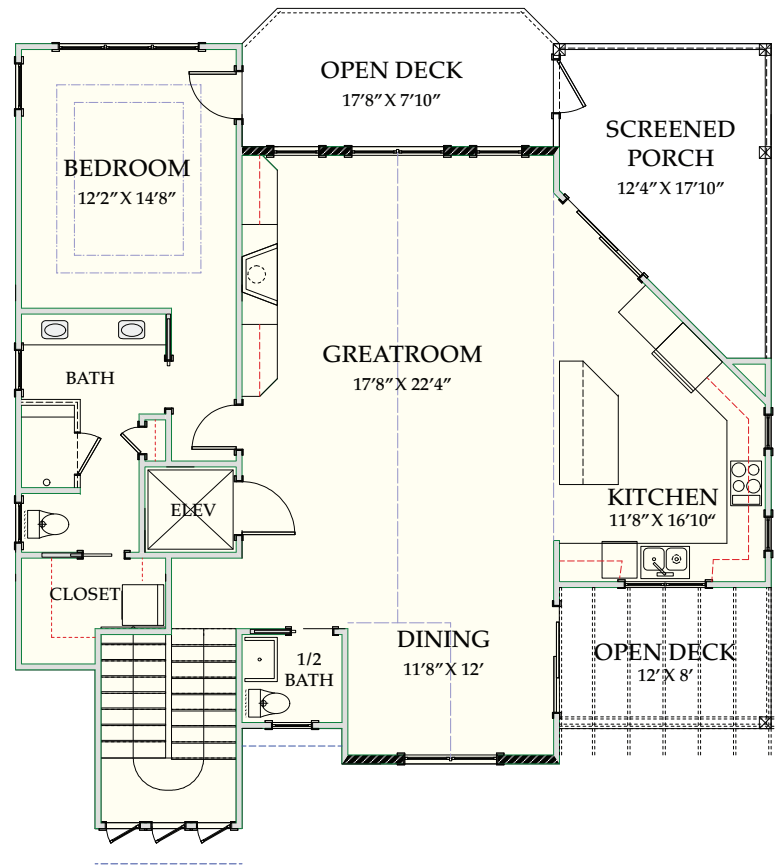 OPEN DECK
17'8" X 7'10"
SCREENED
PORCH
12'4" X 17'10"
BEDROOM
12'2" X 14'8"
GREATROOM
17'8" X 22'4"
BATH
KITCHEN
11'8" X 16'10"
ELEV
CLOSET
DINING
11'8" X 12'
1/2
BATH
OPEN DECK
12' X 8'